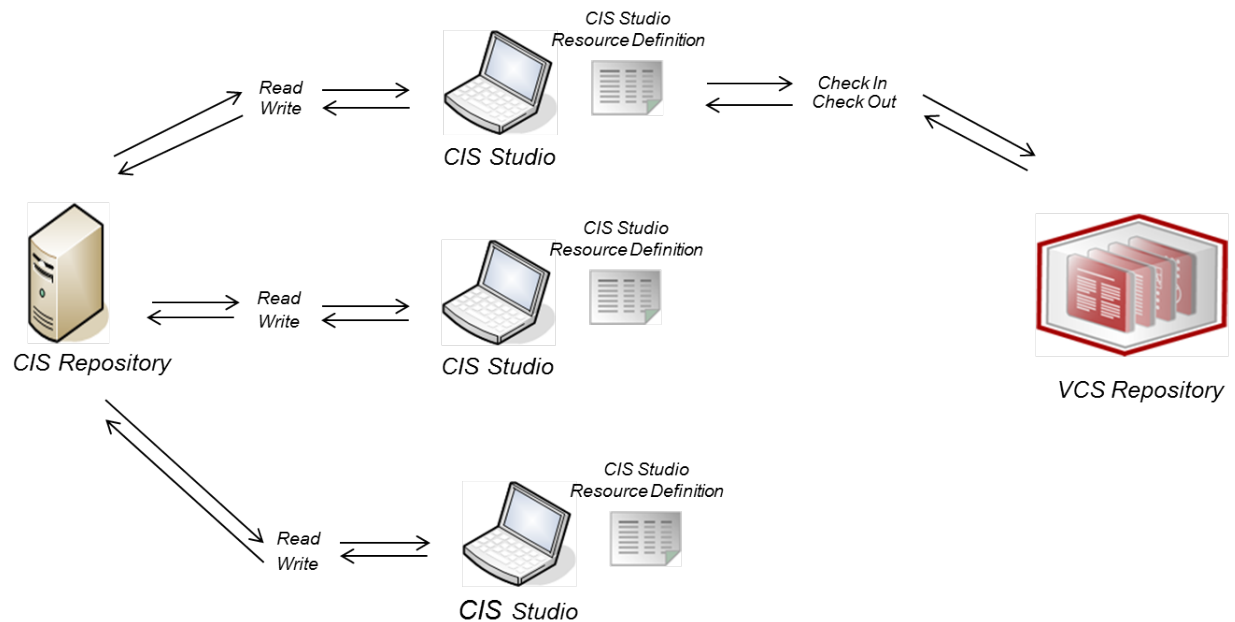 CIS Studio
Resource Definition
Read
Write
Check In
Check Out
CIS Studio
CIS Studio
Resource Definition
Read
Write
CIS Studio
CIS Repository
VCS Repository
CIS Studio
Resource Definition
Read
Write
CIS Studio